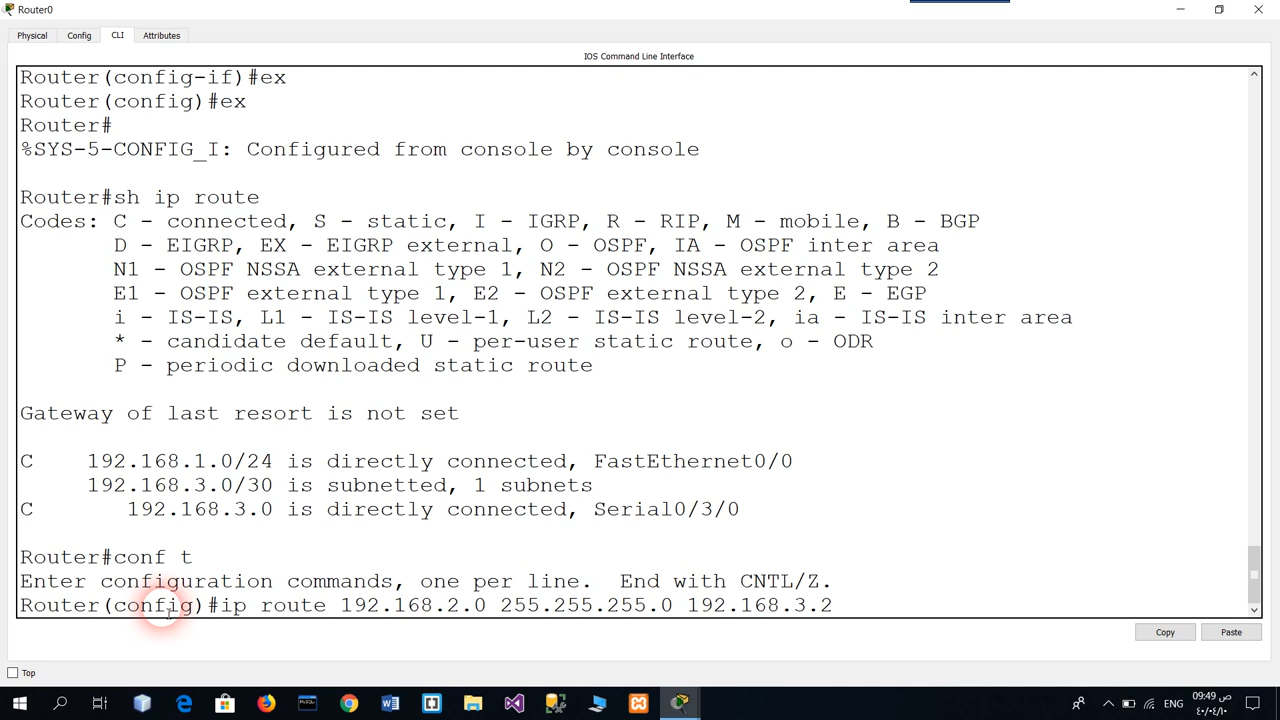 Router0
Physical Config CLI Attributes
IOS Command Line Interface
Router(config-if)#ex
Router(config)#ex
Router#
%SYS-5-CONFIG_I: Configured from console by console
Router#sh ip route
Codes: C - connected, S - static, I - IGRP, R - RIP, M - mobile, B - BGP
D - EIGRP, EX - EIGRP external, O - OSPF, IA - OSPF inter area
N1 - OSPF NSSA external type 1, N2 - OSPF NSSA external type 2
E1 - OSPF external type 1, E2 - OSPF external type 2, E - EGP
i - IS-IS, L1 - IS-IS level-1, L2 - IS-IS level-2, ia - IS-IS inter area
* - candidate default, U - per-user static route, o - ODR
P - periodic downloaded static route
Gateway of last resort is not set
C 192.168.1.0/24 is directly connected, FastEthernet0/0
192.168.3.0/30 is subnetted, 1 subnets
C 192.168.3.0 is directly connected, Serial0/3/0
Router#conf t
Enter configuration commands, one per line. End with CNTL/Z.
Router(config)#ip route 192.168.2.0 255.255.255.0 192.168.3.2
Copy Paste
Top
MySQL
ENG
09:49 ص